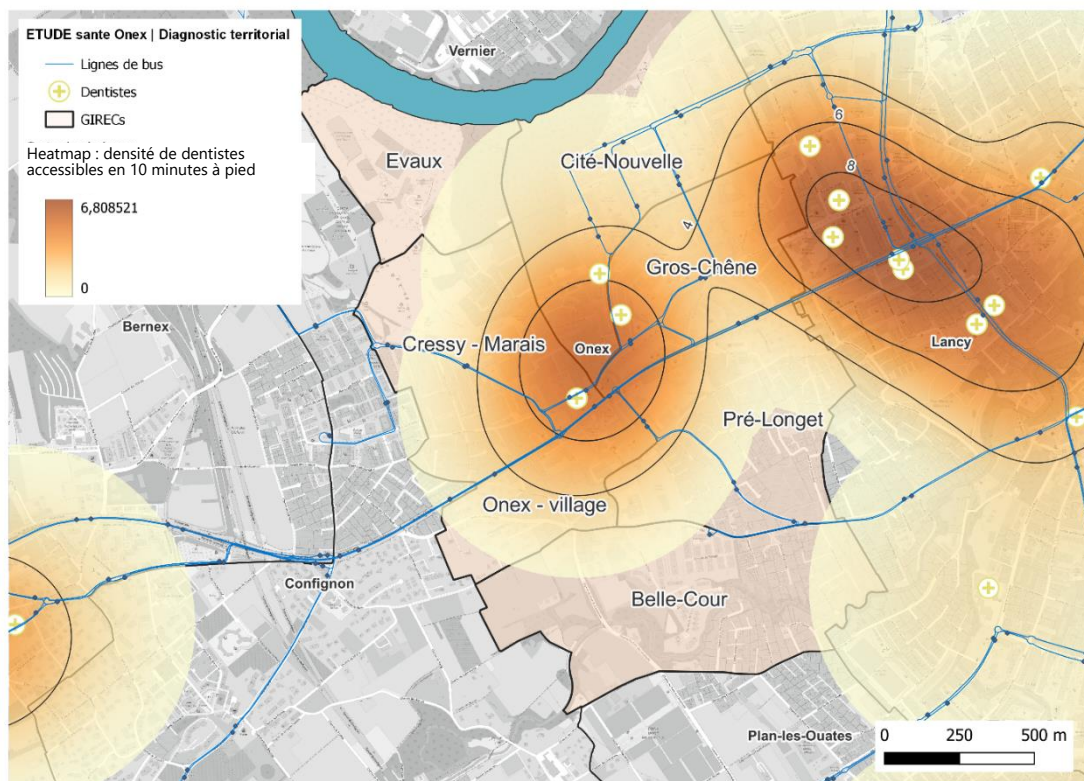 ETUDE sante Onex | Diagnostic territorial
Lignes de bus
Dentistes
GIRECs
Heatmap : densité de dentistes
accessibles en 10 minutes à pied
6,808521
0
Vernier
Evaux
Cité-Nouvelle
6
8
4
Gros-Chêne
Bernex
Cressy - Marais
Onex
Lancy
Pré-Longet
Onex - village
Confignon
Belle-Cour
Plan-les-Ouates
0 250 500 m